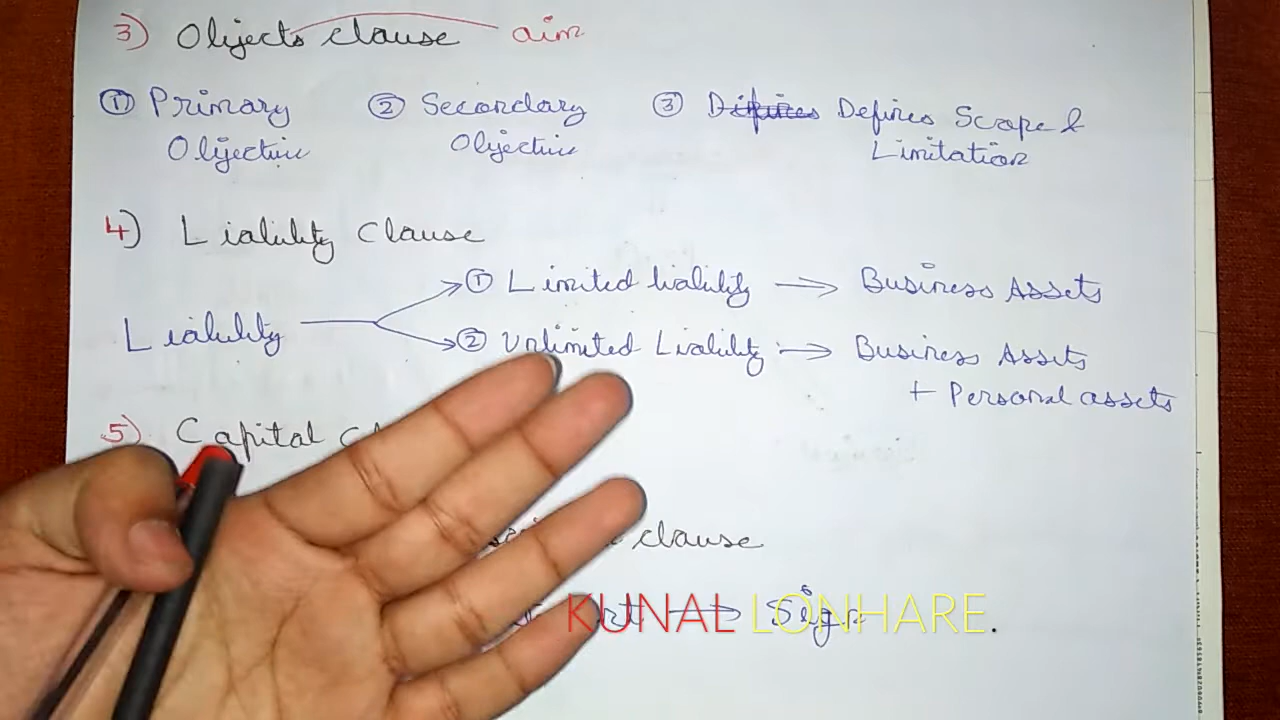 3) Objects clause aim
① Primary Objective
② Secondary Objective
③ Defines Scope &
Limitation
4) Liability Clause
① Limited liability → Business Assets
Liability
② Unlimited Liability → Business Assets
+ Personal assets
5) Capital
clause
→ Sign
KUNAL LONHARE.